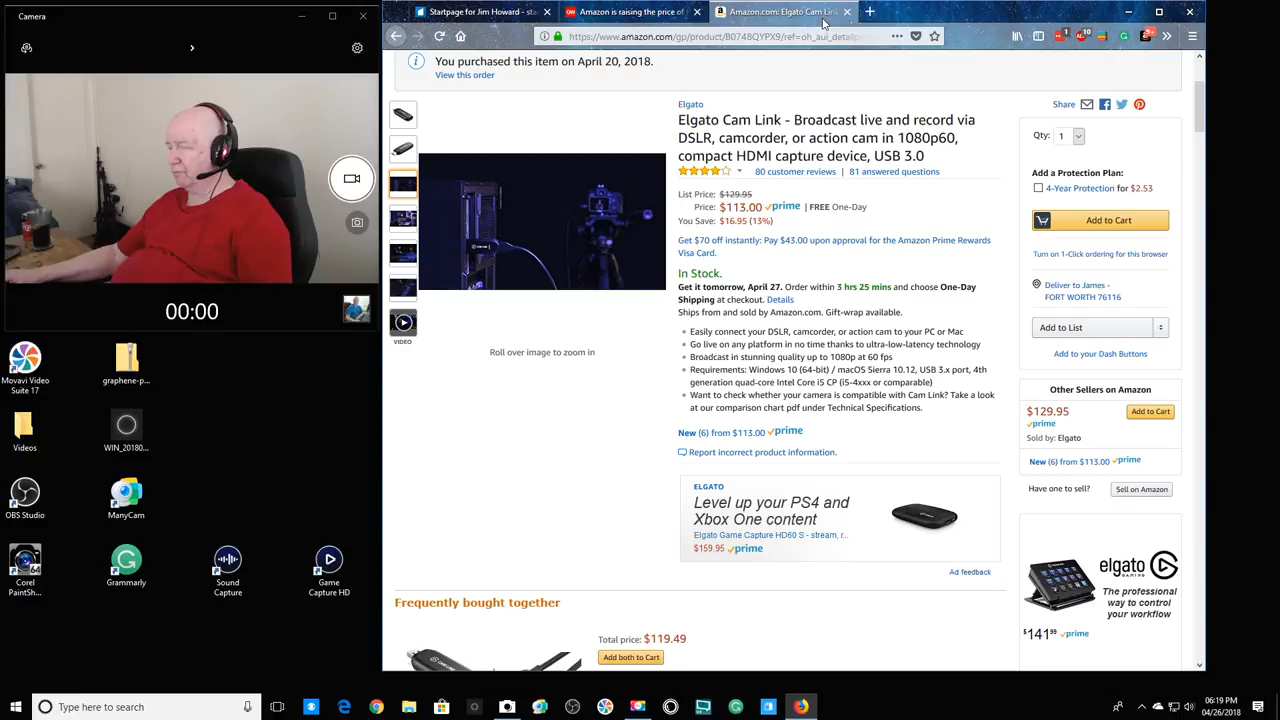 Camera
00:00
Movavi Video
Suite 17
graphene-p...
Videos
WIN_20180...
OBS Studio
ManyCam
Corel
PaintSh...
Grammarly
Sound
Capture
Game
Capture HD
Startpage for Jim Howard - sta
Amazon is raising the price of
Amazon.com: Elgato Cam Link
https://www.amazon.com/gp/product/B0748QYPX9/ref=oh_aui_detailp
You purchased this item on April 20, 2018.
View this order
VIDEO
Roll over image to zoom in
Elgato
Elgato Cam Link - Broadcast live and record via
DSLR, camcorder, or action cam in 1080p60,
compact HDMI capture device, USB 3.0
80 customer reviews | 81 answered questions
List Price: $129.95
Price: $113.00 prime | FREE One-Day
You Save: $16.95 (13%)
Get $70 off instantly: Pay $43.00 upon approval for the Amazon Prime Rewards
Visa Card.
In Stock.
Get it tomorrow, April 27. Order within 3 hrs 25 mins and choose One-Day
Shipping at checkout. Details
Ships from and sold by Amazon.com. Gift-wrap available.
Easily connect your DSLR, camcorder, or action cam to your PC or Mac
Go live on any platform in no time thanks to ultra-low-latency technology
Broadcast in stunning quality up to 1080p at 60 fps
Requirements: Windows 10 (64-bit) / macOS Sierra 10.12, USB 3.x port, 4th
generation quad-core Intel Core i5 CP (i5-4xxx or comparable)
Want to check whether your camera is compatible with Cam Link? Take a look
at our comparison chart pdf under Technical Specifications.
New (6) from $113.00 prime
Report incorrect product information.
ELGATO
Level up your PS4 and
Xbox One content
Elgato Game Capture HD60 S - stream, r...
$159.95 prime
Ad feedback
Frequently bought together
Total price: $119.49
Add both to Cart
Share
Qty: 1
Add a Protection Plan:
4-Year Protection for $2.53
Add to Cart
Turn on 1-Click ordering for this browser
Deliver to James -
FORT WORTH 76116
Add to List
Add to your Dash Buttons
Other Sellers on Amazon
$129.95
Add to Cart
prime
Sold by: Elgato
New (6) from $113.00 prime
Have one to sell?
Sell on Amazon
elgato
GAMING
The professional
way to control
your workflow
$141.99 prime
Type here to search
06:19 PM
04/26/2018